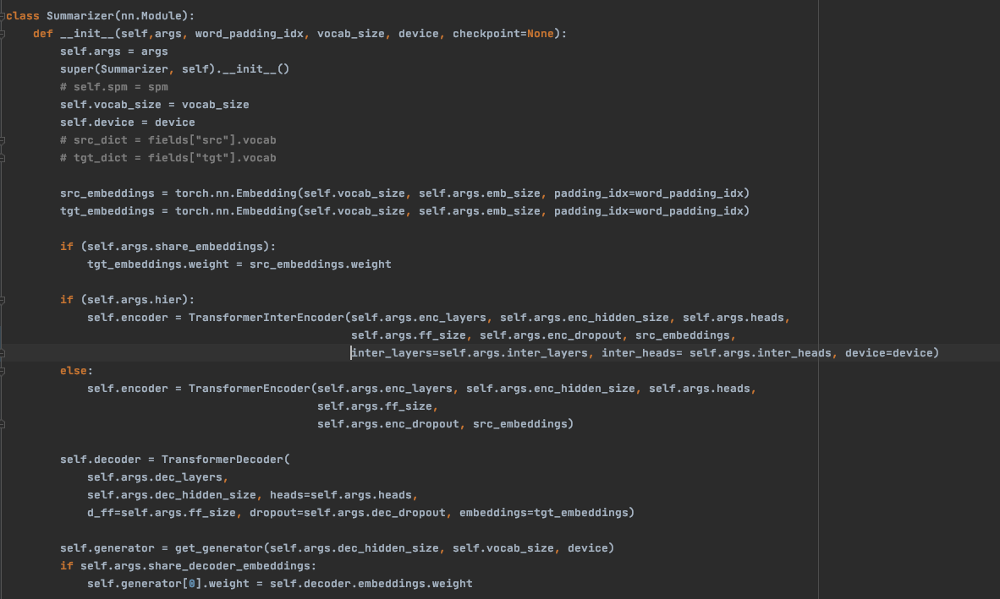 class Summarizer(nn.Module):
    def __init__(self,args, word_padding_idx, vocab_size, device, checkpoint=None):
        self.args = args
        super(Summarizer, self).__init__()
        # self.spm = spm
        self.vocab_size = vocab_size
        self.device = device
        # src_dict = fields["src"].vocab
        # tgt_dict = fields["tgt"].vocab

        src_embeddings = torch.nn.Embedding(self.vocab_size, self.args.emb_size, padding_idx=word_padding_idx)
        tgt_embeddings = torch.nn.Embedding(self.vocab_size, self.args.emb_size, padding_idx=word_padding_idx)

        if (self.args.share_embeddings):
            tgt_embeddings.weight = src_embeddings.weight

        if (self.args.hier):
            self.encoder = TransformerInterEncoder(self.args.enc_layers, self.args.enc_hidden_size, self.args.heads,
                                                   self.args.ff_size, self.args.enc_dropout, src_embeddings,
                                                   inter_layers=self.args.inter_layers, inter_heads= self.args.inter_heads, device=device)
        else:
            self.encoder = TransformerEncoder(self.args.enc_layers, self.args.enc_hidden_size, self.args.heads,
                                              self.args.ff_size,
                                              self.args.enc_dropout, src_embeddings)

        self.decoder = TransformerDecoder(
            self.args.dec_layers,
            self.args.dec_hidden_size, heads=self.args.heads,
            d_ff=self.args.ff_size, dropout=self.args.dec_dropout, embeddings=tgt_embeddings)

        self.generator = get_generator(self.args.dec_hidden_size, self.vocab_size, device)
        if self.args.share_decoder_embeddings:
            self.generator[0].weight = self.decoder.embeddings.weight